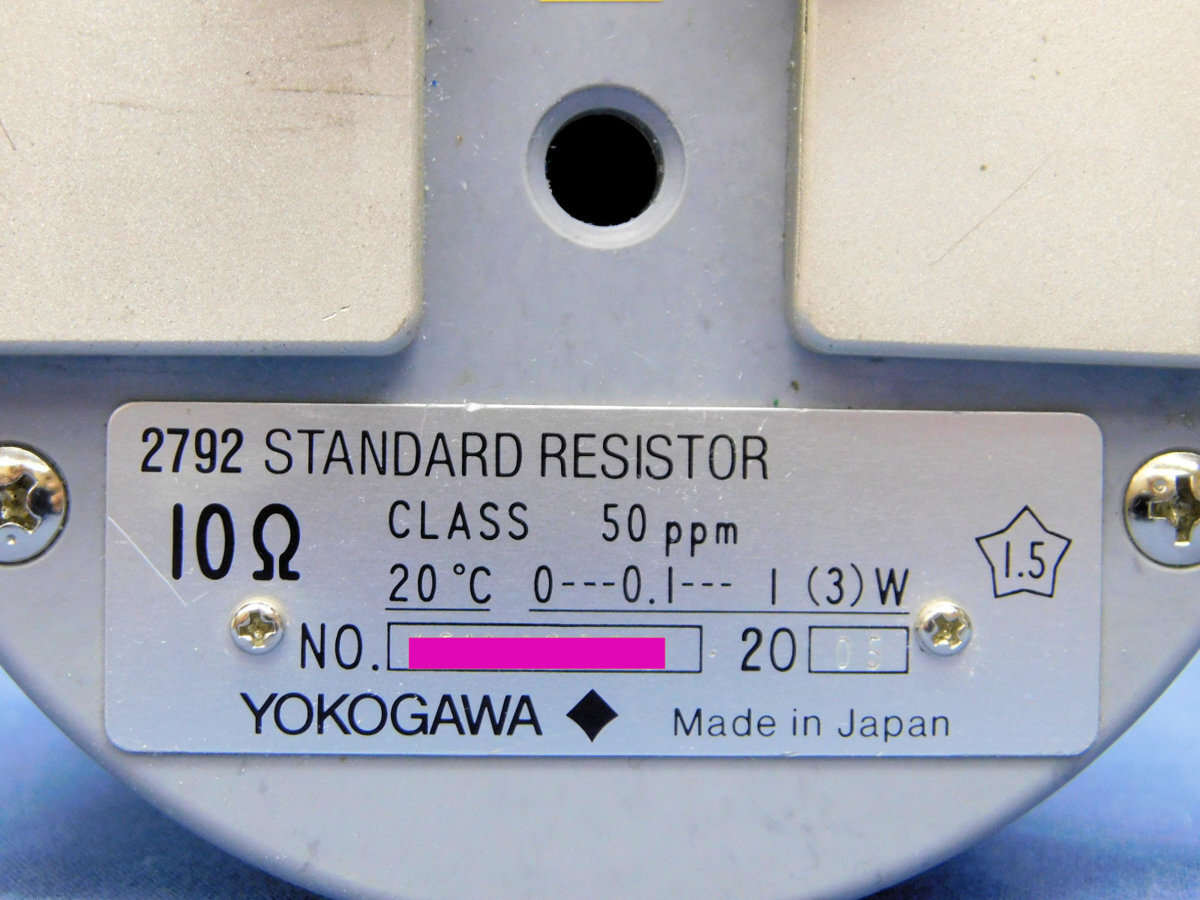 2792 STANDARD RESISTOR
10Ω CLASS 50 ppm
20°C 0---0.1--- 1 (3)W
1.5
NO. 20 05
YOKOGAWA ◆ Made in Japan